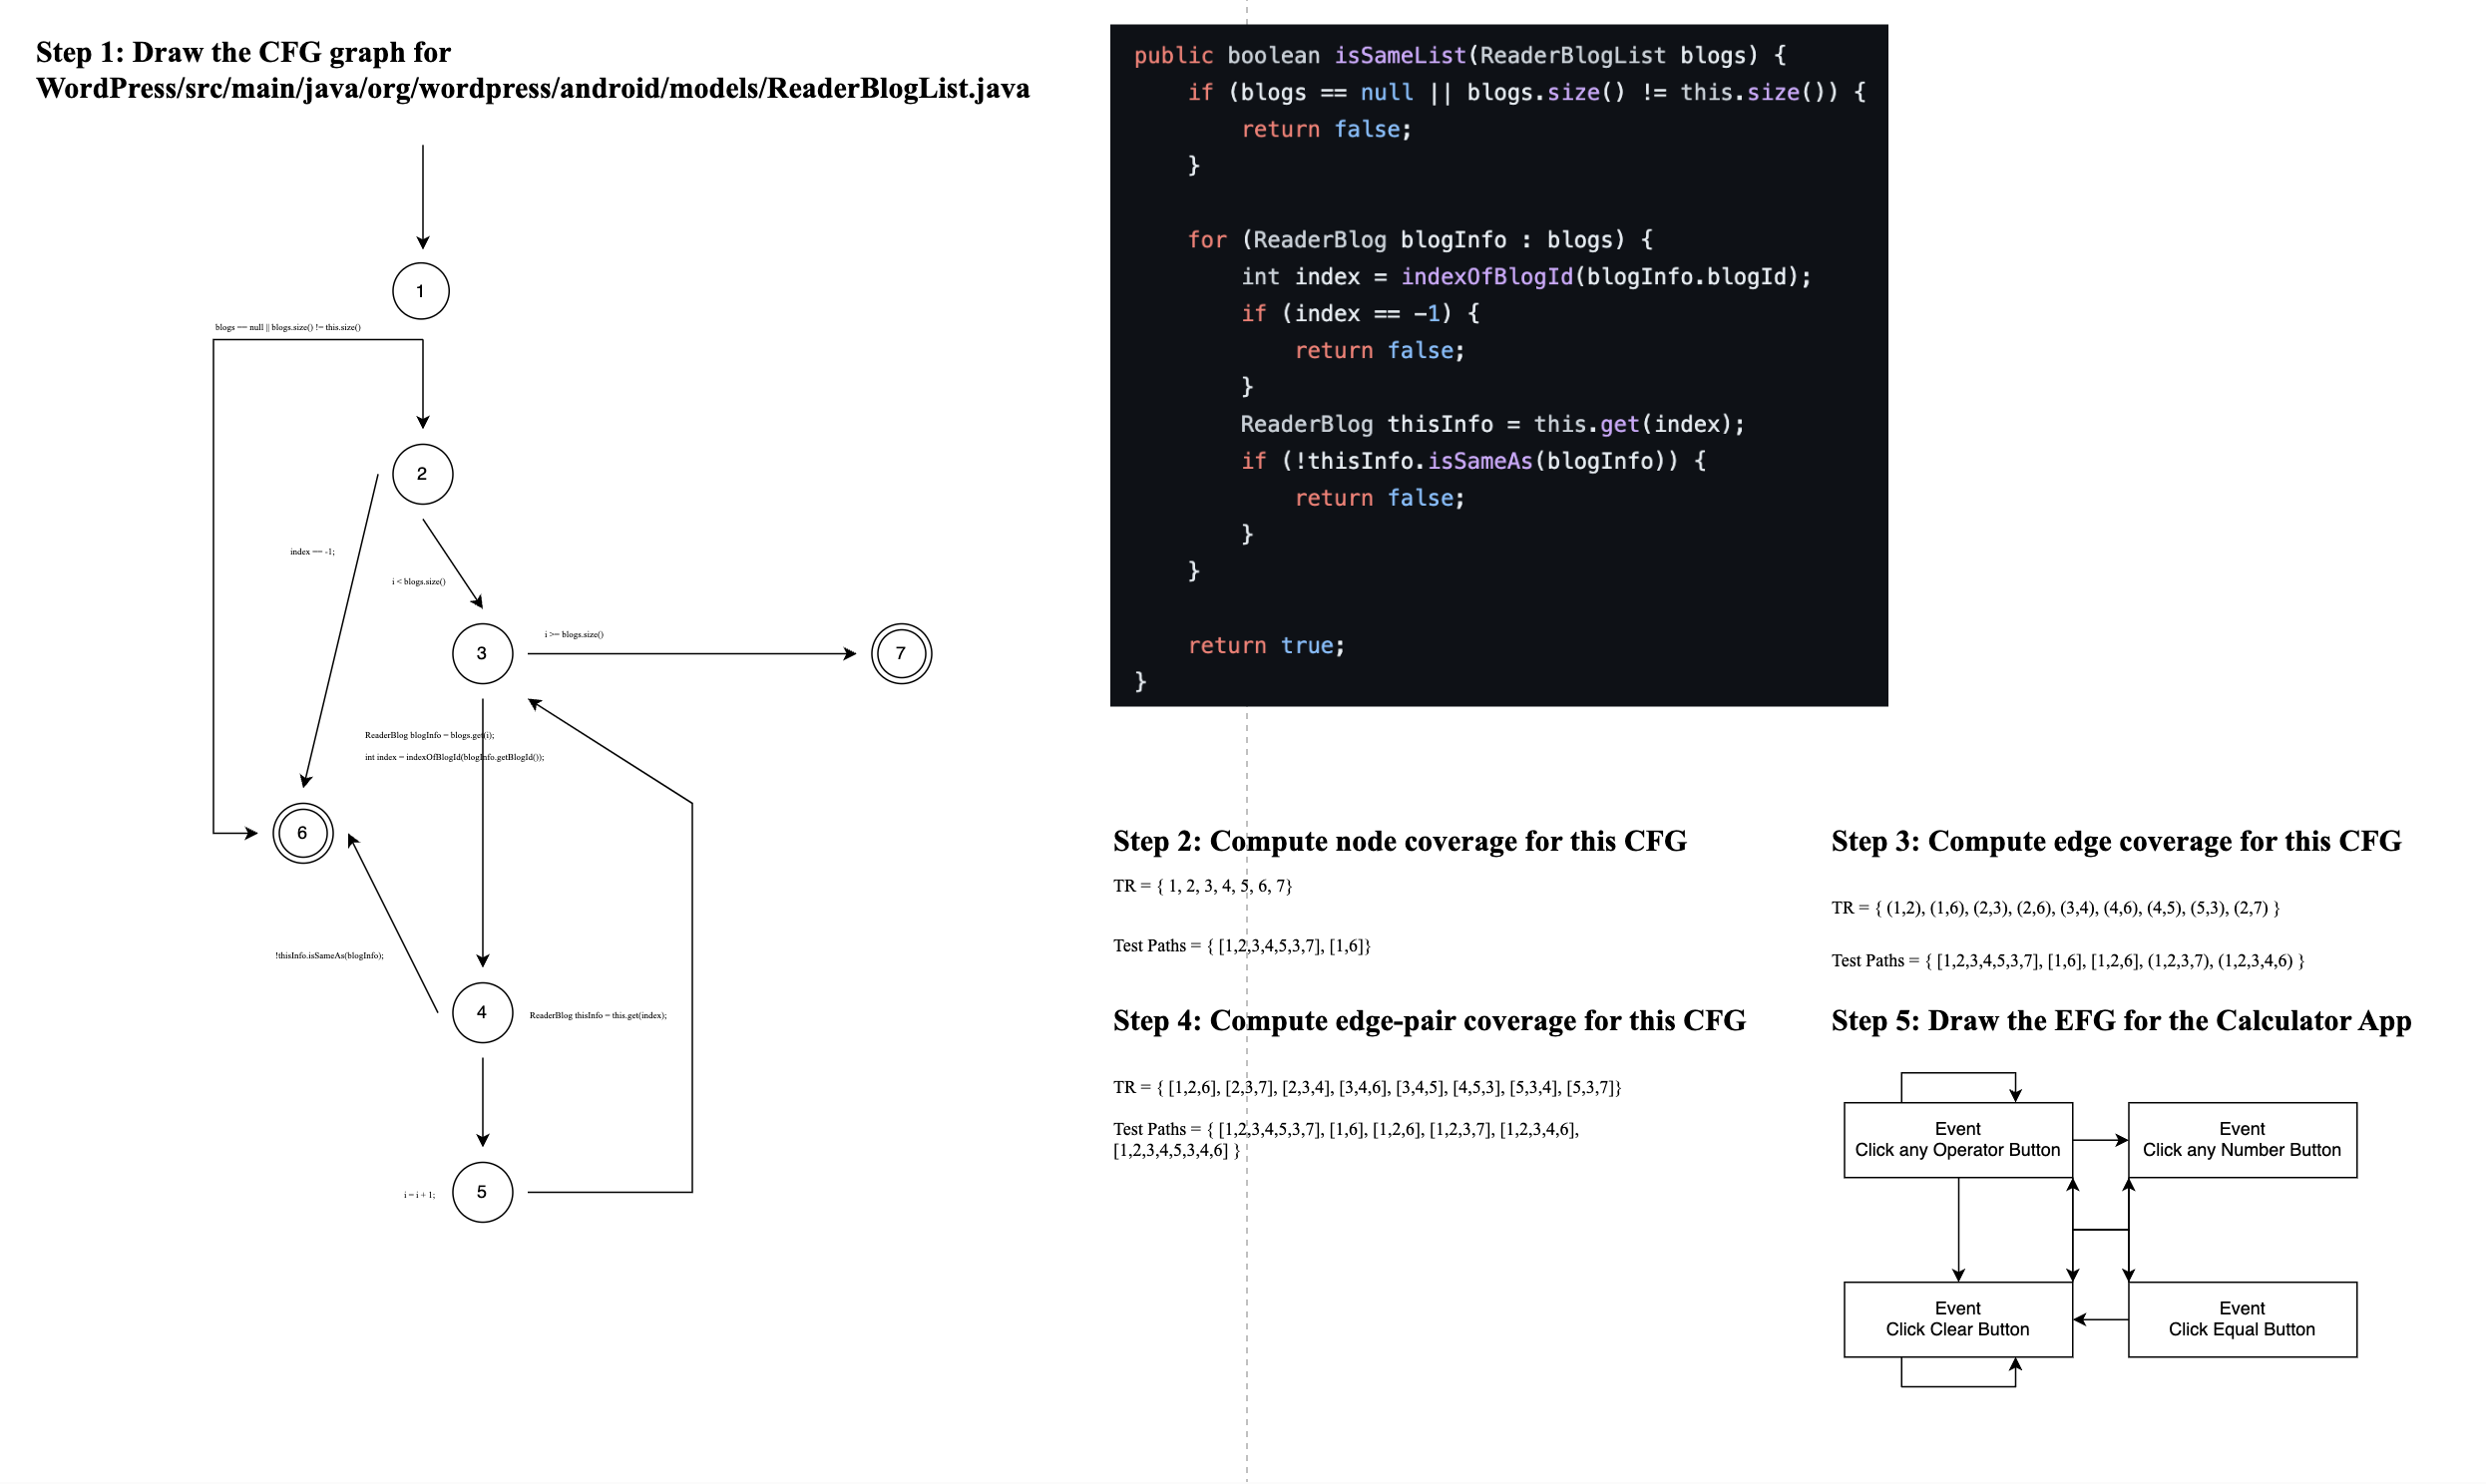 Step 1: Draw the CFG graph for
WordPress/src/main/java/org/wordpress/android/models/ReaderBlogList.java
1
blogs == null || blogs.size() != this.size()
2
index == -1;
i < blogs.size()
3
i >= blogs.size()
7
ReaderBlog blogInfo = blogs.get(i);
int index = indexOfBlogId(blogInfo.getBlogId());
6
!thisInfo.isSameAs(blogInfo);
4
ReaderBlog thisInfo = this.get(index);
i = i + 1;
5
public boolean isSameList(ReaderBlogList blogs) {
if (blogs == null || blogs.size() != this.size()) {
return false;
}
for (ReaderBlog blogInfo : blogs) {
int index = indexOfBlogId(blogInfo.blogId);
if (index == -1) {
return false;
}
ReaderBlog thisInfo = this.get(index);
if (!thisInfo.isSameAs(blogInfo)) {
return false;
}
}
return true;
}
Step 2: Compute node coverage for this CFG
TR = { 1, 2, 3, 4, 5, 6, 7}
Test Paths = { [1,2,3,4,5,3,7], [1,6]}
Step 3: Compute edge coverage for this CFG
TR = { (1,2), (1,6), (2,3), (2,6), (3,4), (4,6), (4,5), (5,3), (2,7) }
Test Paths = { [1,2,3,4,5,3,7], [1,6], [1,2,6], (1,2,3,7), (1,2,3,4,6) }
Step 4: Compute edge-pair coverage for this CFG
TR = { [1,2,6], [2,3,7], [2,3,4], [3,4,6], [3,4,5], [4,5,3], [5,3,4], [5,3,7]}
Test Paths = { [1,2,3,4,5,3,7], [1,6], [1,2,6], [1,2,3,7], [1,2,3,4,6],
[1,2,3,4,5,3,4,6] }
Step 5: Draw the EFG for the Calculator App
Event
Click any Operator Button
Event
Click any Number Button
Event
Click Clear Button
Event
Click Equal Button